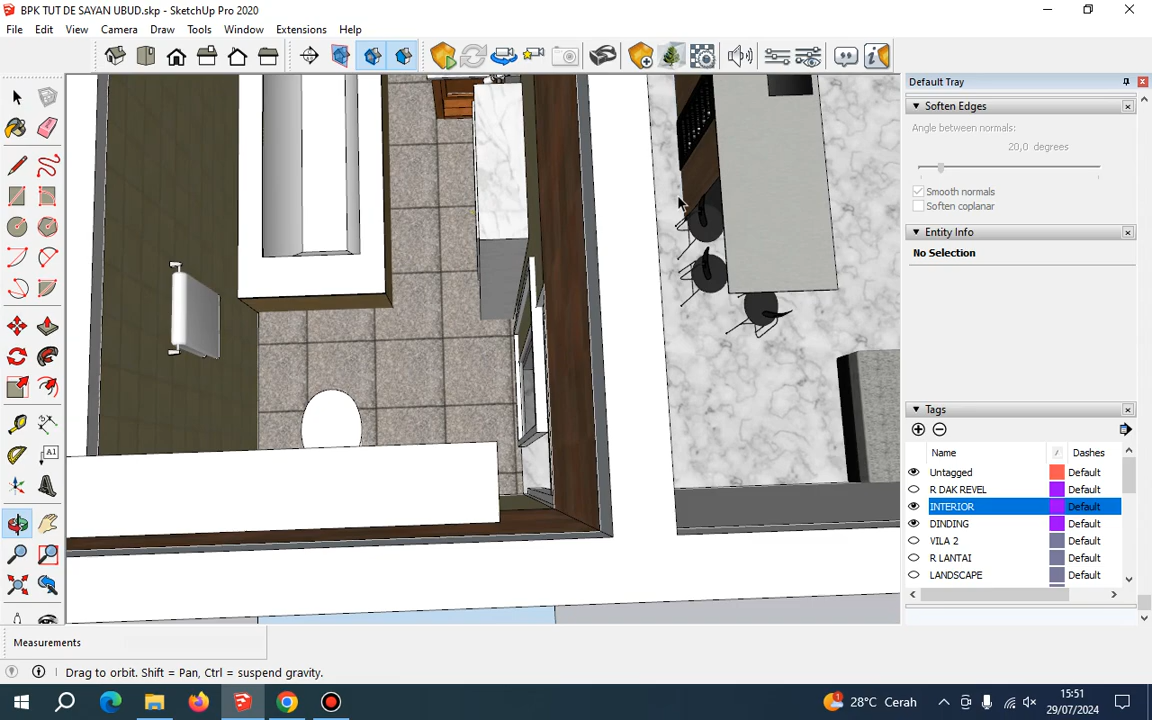 BPK TUT DE SAYAN UBUD.skp - SketchUp Pro 2020
File Edit View Camera Draw Tools Window Extensions Help
Default Tray
Soften Edges
Angle between normals:
20,0 degrees
Smooth normals
Soften coplanar
Entity Info
No Selection
Tags
Name Dashes
Untagged Default
R DAK REVEL Default
INTERIOR Default
DINDING Default
VILA 2 Default
R LANTAI Default
LANDSCAPE Default
A1
Measurements
Drag to orbit. Shift = Pan, Ctrl = suspend gravity.
28°C Cerah
15:51
29/07/2024